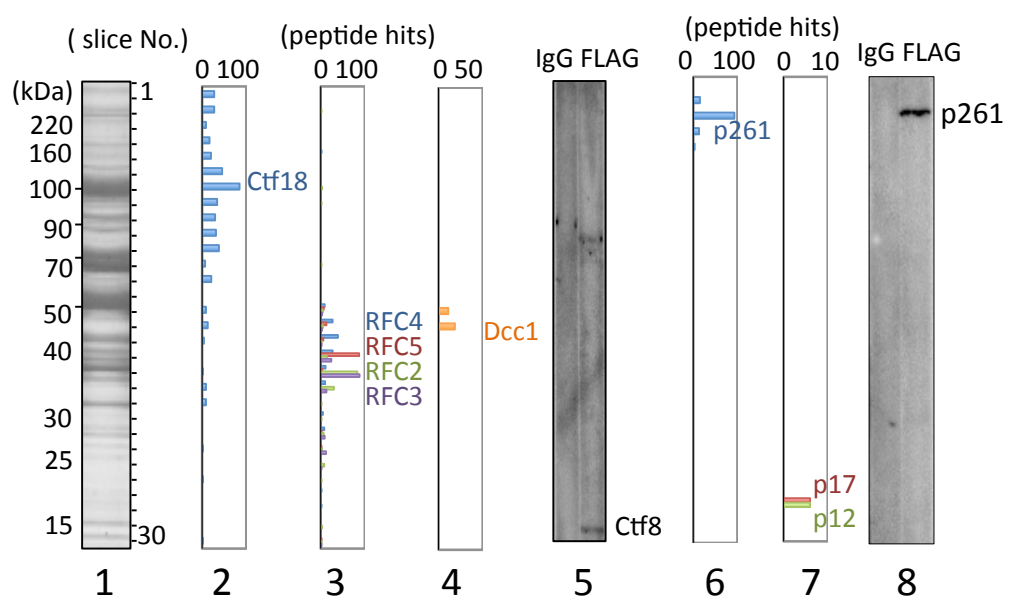 ( slice No.)
(peptide hits)
(peptide hits)
0 100
0 100
0 50
IgG FLAG
0 100
0 10
IgG FLAG
(kDa)
1
220
160
100
90
70
50
40
30
25
15
30
Ctf18
RFC4
RFC5
RFC2
RFC3
Dcc1
Ctf8
p261
p17
p12
p261
1
2
3
4
5
6
7
8